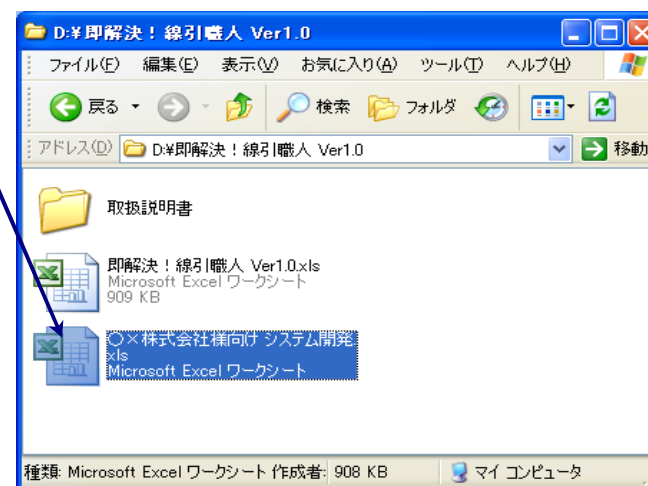 D:¥即解決！線引職人 Ver1.0
ファイル(F) 編集(E) 表示(V) お気に入り(A) ツール(T) ヘルプ(H)
戻る 検索 フォルダ
アドレス(D) D:¥即解決！線引職人 Ver1.0 移動
取扱説明書
即解決！線引職人 Ver1.0.xls
Microsoft Excel ワークシート
909 KB
〇×株式会社様向け システム開発.
xls
Microsoft Excel ワークシート
種類: Microsoft Excel ワークシート 作成者: 908 KB マイ コンピュータ